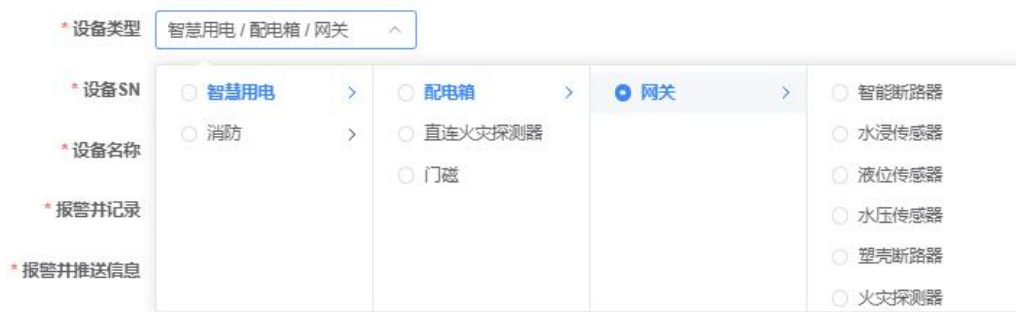 *设备类型 智慧用电 / 配电箱 / 网关
*设备SN 智慧用电 > 配电箱 > 网关 > 智能断路器
消防 > 直连火灾探测器 水浸传感器
*设备名称 门磁 液位传感器
*报警并记录 水压传感器
塑壳断路器
*报警并推送信息 火灾探测器